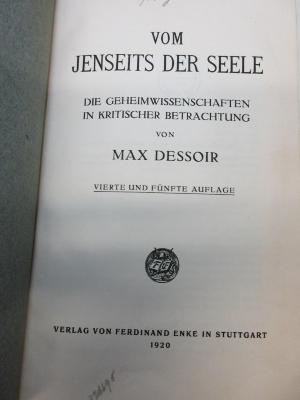 VOM
JENSEITS DER SEELE
DIE GEHEIMWISSENSCHAFTEN
IN KRITISCHER BETRACHTUNG
VON
MAX DESSOIR
VIERTE UND FÜNFTE AUFLAGE
VERLAG VON FERDINAND ENKE IN STUTTGART
1920